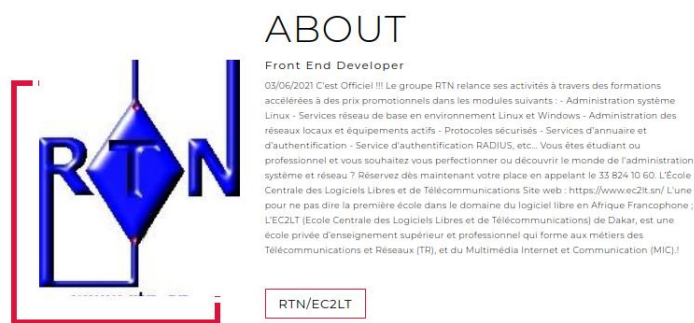 ABOUT
Front End Developer
03/06/2021 C'est Officiel !!! Le groupe RTN relance ses activités à travers des formations
accélérées à des prix promotionnels dans les modules suivants : - Administration système
Linux - Services réseau de base en environnement Linux et Windows - Administration des
réseaux locaux et équipements actifs - Protocoles sécurisés - Services d'annuaire et
d'authentification - Service d'authentification RADIUS, etc... Vous êtes étudiant ou
professionnel et vous souhaitez vous perfectionner ou découvrir le monde de l'administration
système et réseau ? Réservez dès maintenant votre place en appelant le 33 824 10 60. L'École
Centrale des Logiciels Libres et de Télécommunications Site web : https://www.ec2lt.sn/ L'une
pour ne pas dire la première école dans le domaine du logiciel libre en Afrique Francophone ;
L'EC2LT (Ecole Centrale des Logiciels Libres et de Télécommunications) de Dakar, est une
école privée d'enseignement supérieur et professionnel qui forme aux métiers des
Télécommunications et Réseaux (TR), et du Multimédia Internet et Communication (MIC).!
RTN
RTN/EC2LT